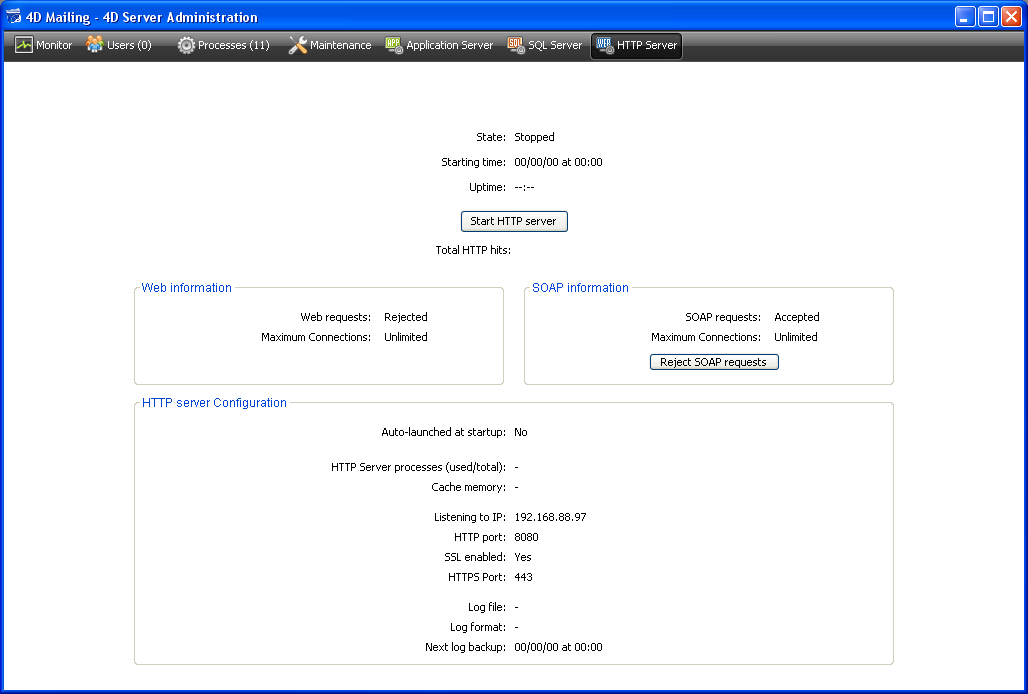 4D Mailing - 4D Server Administration
Monitor Users (0) Processes (11) Maintenance APP Application Server SQL SQL Server WEB HTTP Server
State: Stopped
Starting time: 00/00/00 at 00:00
Uptime: --:--
Start HTTP server
Total HTTP hits:
Web information
Web requests: Rejected
Maximum Connections: Unlimited
SOAP information
SOAP requests: Accepted
Maximum Connections: Unlimited
Reject SOAP requests
HTTP server Configuration
Auto-launched at startup: No
HTTP Server processes (used/total): -
Cache memory: -
Listening to IP: 192.168.88.97
HTTP port: 8080
SSL enabled: Yes
HTTPS Port: 443
Log file: -
Log format: -
Next log backup: 00/00/00 at 00:00